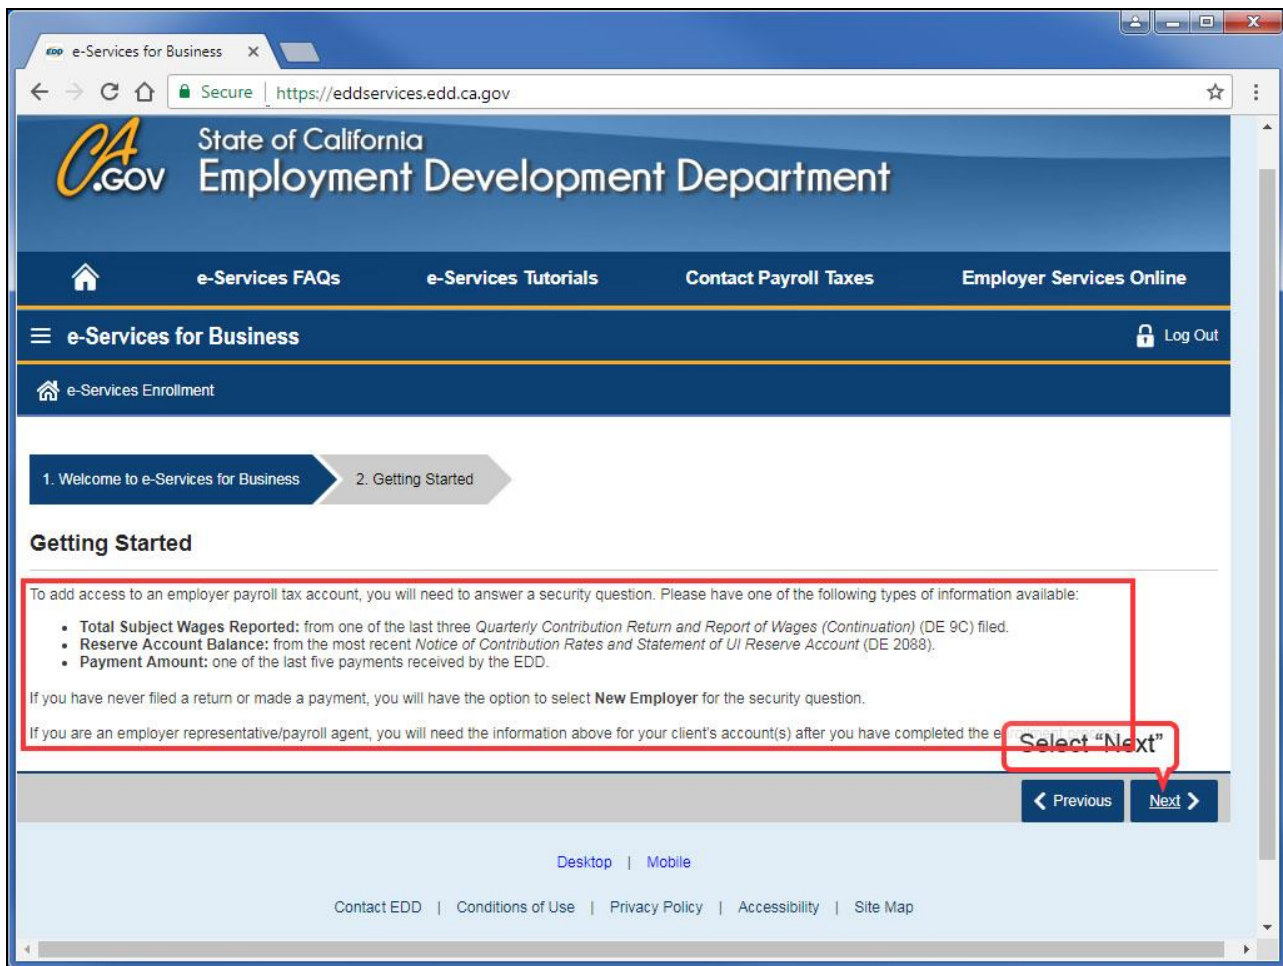 e-Services for Business
Secure | https://eddservices.edd.ca.gov
CA.GOV
State of California
Employment Development Department
e-Services FAQs e-Services Tutorials Contact Payroll Taxes Employer Services Online
e-Services for Business Log Out
e-Services Enrollment
1. Welcome to e-Services for Business 2. Getting Started
Getting Started
To add access to an employer payroll tax account, you will need to answer a security question. Please have one of the following types of information available:
• Total Subject Wages Reported: from one of the last three Quarterly Contribution Return and Report of Wages (Continuation) (DE 9C) filed.
• Reserve Account Balance: from the most recent Notice of Contribution Rates and Statement of UI Reserve Account (DE 2088).
• Payment Amount: one of the last five payments received by the EDD.
If you have never filed a return or made a payment, you will have the option to select New Employer for the security question.
If you are an employer representative/payroll agent, you will need the information above for your client's account(s) after you have completed the
Select “Next”
Previous Next
Desktop | Mobile
Contact EDD | Conditions of Use | Privacy Policy | Accessibility | Site Map